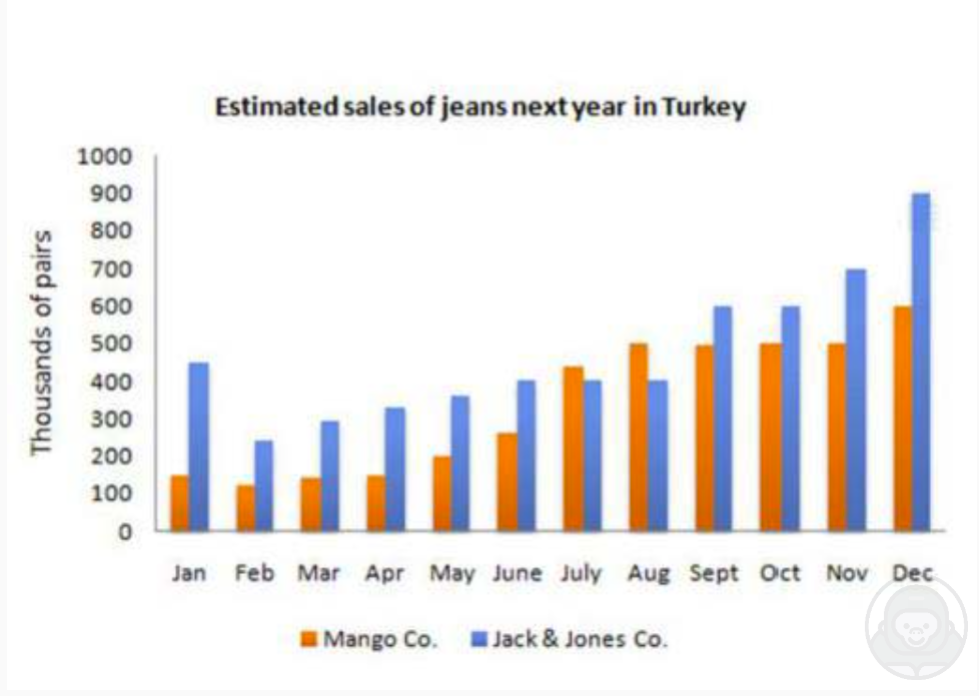 Estimated sales of jeans next year in Turkey
Thousands of pairs
1000
900
800
700
600
500
400
300
200
100
0
Jan Feb Mar Apr May June July Aug Sept Oct Nov Dec
Mango Co. Jack & Jones Co.